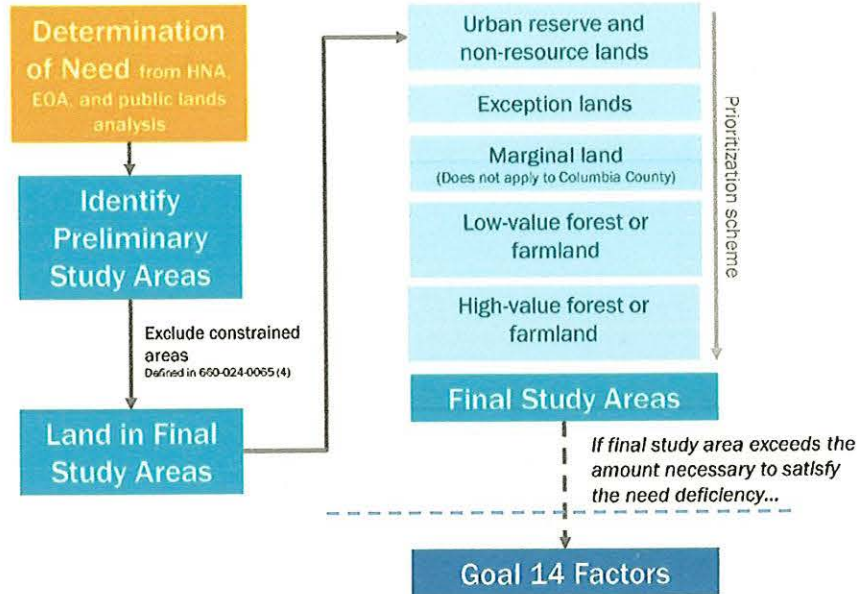 Determination
of Need from HNA,
EOA, and public lands
analysis
Identify
Preliminary
Study Areas
Exclude constrained
areas
Defined in 660-024-0065 (4)
Land in Final
Study Areas
Urban reserve and
non-resource lands
Exception lands
Marginal land
(Does not apply to Columbia County)
Low-value forest or
farmland
High-value forest or
farmland
Prioritization scheme
Final Study Areas
If final study area exceeds the
amount necessary to satisfy
the need deficiency...
Goal 14 Factors